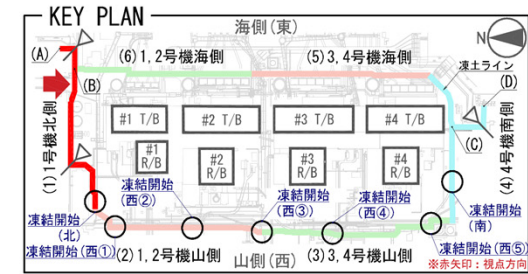 KEY PLAN
海側(東)
N
(A)
(6)1,2号機海側
(5)3,4号機海側
凍土ライン
(B)
(D)
#1 T/B
#2 T/B
#3 T/B
#4 T/B
(1)1号機北側
(4)4号機南側
#1
R/B
#2
R/B
#3
R/B
#4
R/B
(C)
凍結開始
(西②)
凍結開始
(西③)
凍結開始
(西④)
凍結開始
(南)
凍結開始
(北)
凍結開始(西①)
(2)1,2号機山側
(3)3,4号機山側
凍結開始(西⑤)
山側(西)
※赤矢印:視点方向